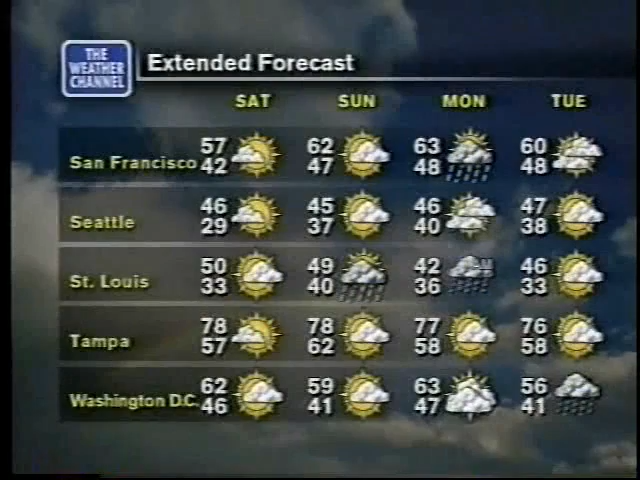 THE
WEATHER
CHANNEL
Extended Forecast
SAT SUN MON TUE
San Francisco 57 42 62 47 63 48 60 48
Seattle 46 29 45 37 46 40 47 38
St. Louis 50 33 49 40 42 36 46 33
Tampa 78 57 78 62 77 58 76 58
Washington D.C. 62 46 59 41 63 47 56 41